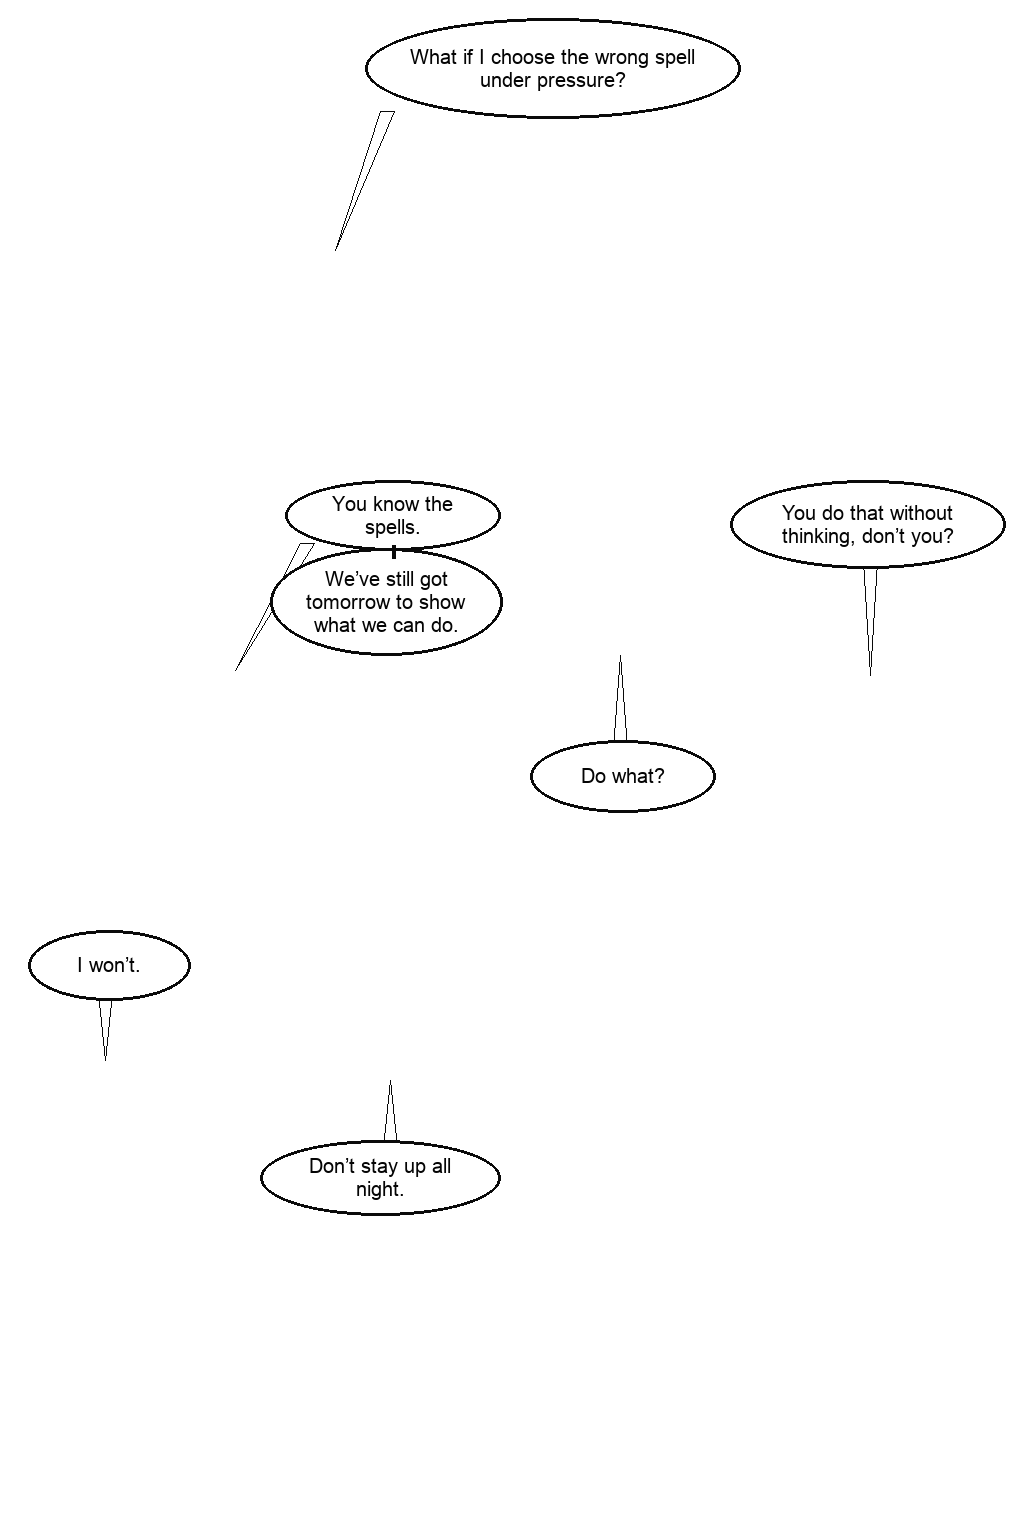 What if I choose the wrong spell
under pressure?
You know the
spells.
We’ve still got
tomorrow to show
what we can do.
You do that without
thinking, don’t you?
Do what?
I won’t.
Don’t stay up all
night.